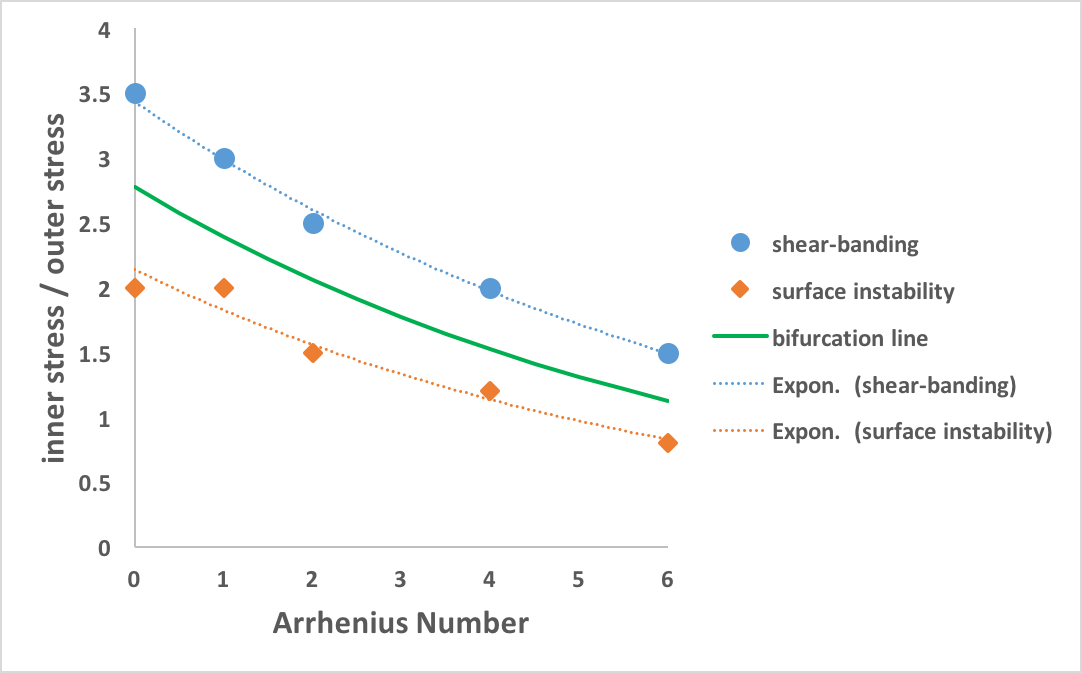 4
3.5
3
2.5
2
1.5
1
0.5
0
inner stress / outer stress
0 1 2 3 4 5 6
Arrhenius Number
shear-banding
surface instability
bifurcation line
Expon. (shear-banding)
Expon. (surface instability)